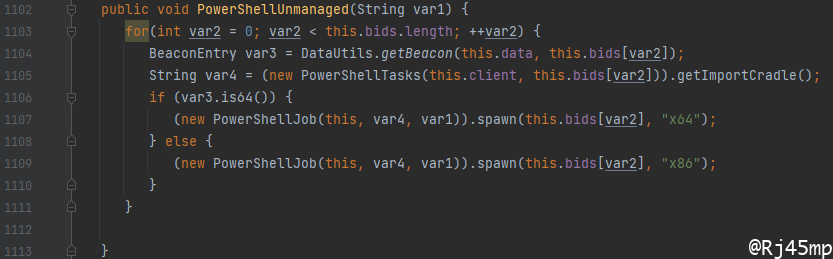 1102 public void PowerShellUnmanaged(String var1) {
1103 for(int var2 = 0; var2 < this.bids.length; ++var2) {
1104 BeaconEntry var3 = DataUtils.getBeacon(this.data, this.bids[var2]);
1105 String var4 = (new PowerShellTasks(this.client, this.bids[var2])).getImportCradle();
1106 if (var3.is64()) {
1107 (new PowerShellJob(this, var4, var1)).spawn(this.bids[var2], "x64");
1108 } else {
1109 (new PowerShellJob(this, var4, var1)).spawn(this.bids[var2], "x86");
1110 }
1111 }
1112
1113 }
@Rj45mp